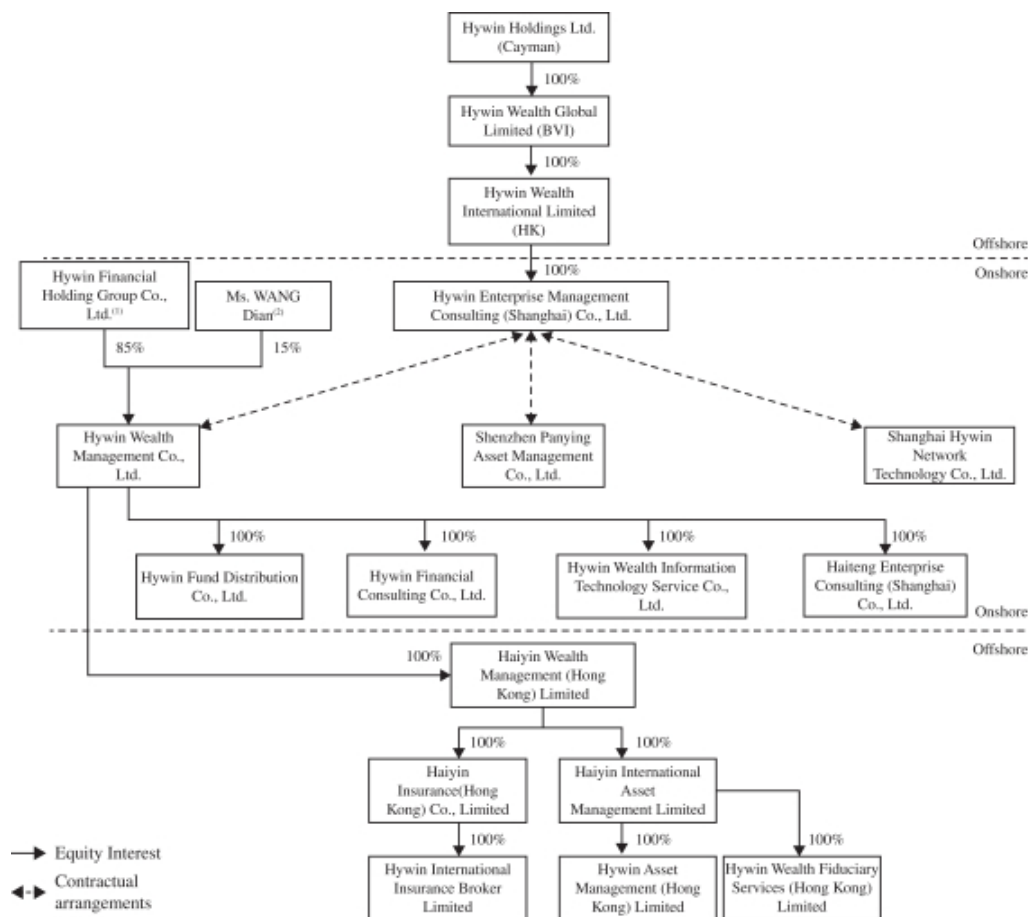 Hywin Holdings Ltd.
(Cayman)
100%
Hywin Wealth Global
Limited (BVI)
100%
Hywin Wealth
International Limited
(HK)
Offshore
Onshore
100%
Hywin Financial
Holding Group Co.,
Ltd.(1)
Ms. WANG
Dian(2)
Hywin Enterprise Management
Consulting (Shanghai) Co., Ltd.
85%
15%
Hywin Wealth
Management Co.,
Ltd.
Shenzhen Panying
Asset Management
Co., Ltd.
Shanghai Hywin
Network
Technology Co., Ltd.
100%
100%
100%
100%
Hywin Fund Distribution
Co., Ltd.
Hywin Financial
Consulting Co., Ltd.
Hywin Wealth Information
Technology Service Co.,
Ltd.
Haiteng Enterprise
Consulting (Shanghai)
Co., Ltd.
Onshore
Offshore
100%
Haiyin Wealth
Management (Hong
Kong) Limited
100%
100%
Haiyin
Insurance(Hong
Kong) Co., Limited
Haiyin International
Asset
Management Limited
100%
100%
100%
Hywin International
Insurance Broker
Limited
Hywin Asset
Management (Hong
Kong) Limited
Hywin Wealth Fiduciary
Services (Hong Kong)
Limited
Equity Interest
Contractual
arrangements